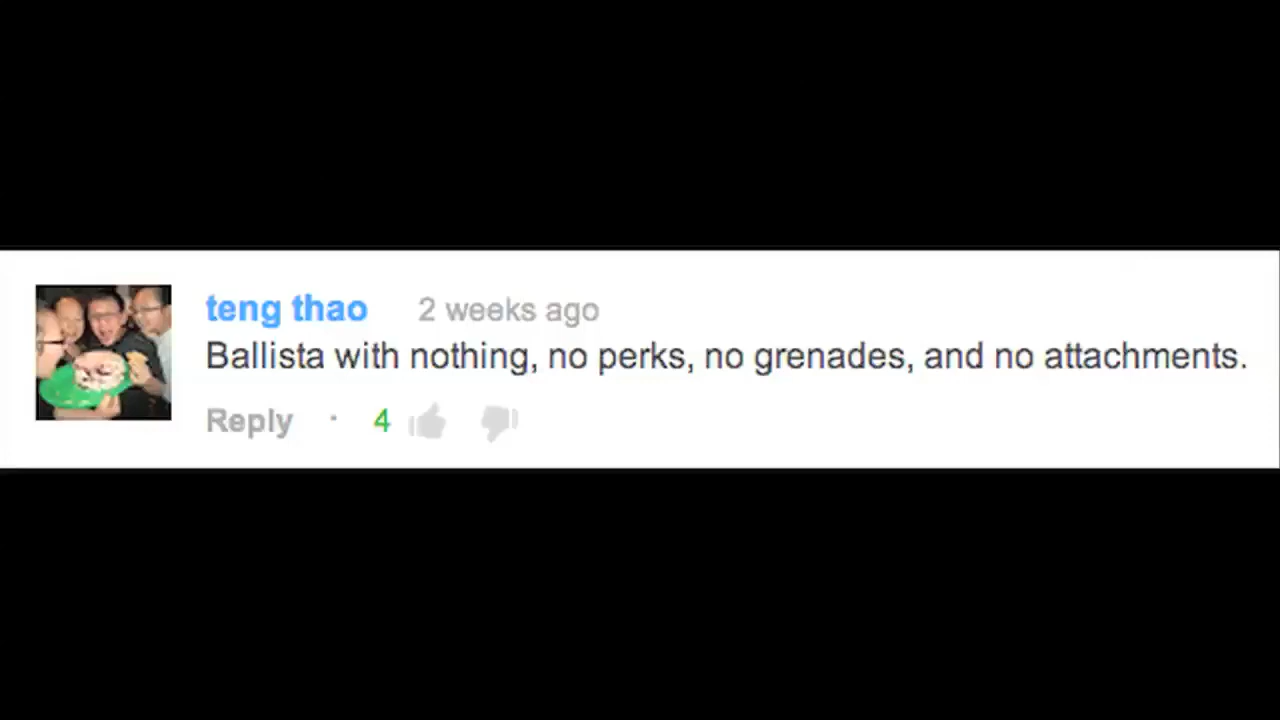 teng thao 2 weeks ago
Ballista with nothing, no perks, no grenades, and no attachments.
Reply · 4